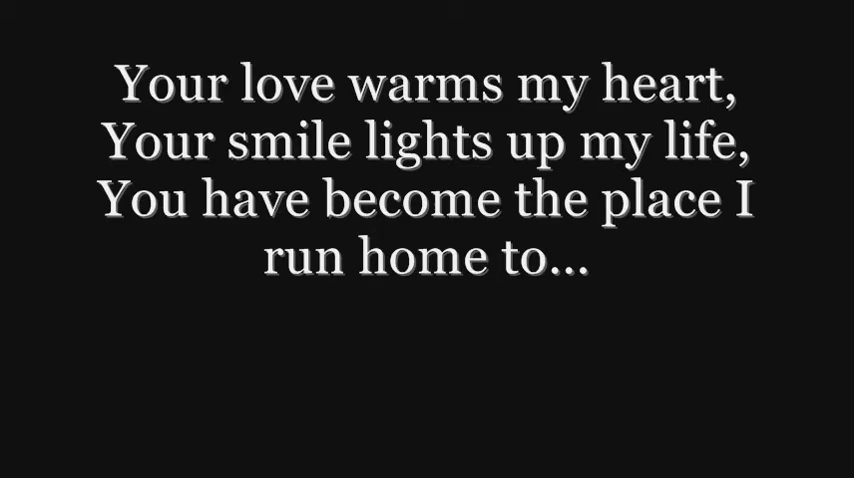 Your love warms my heart,
Your smile lights up my life,
You have become the place I
run home to...